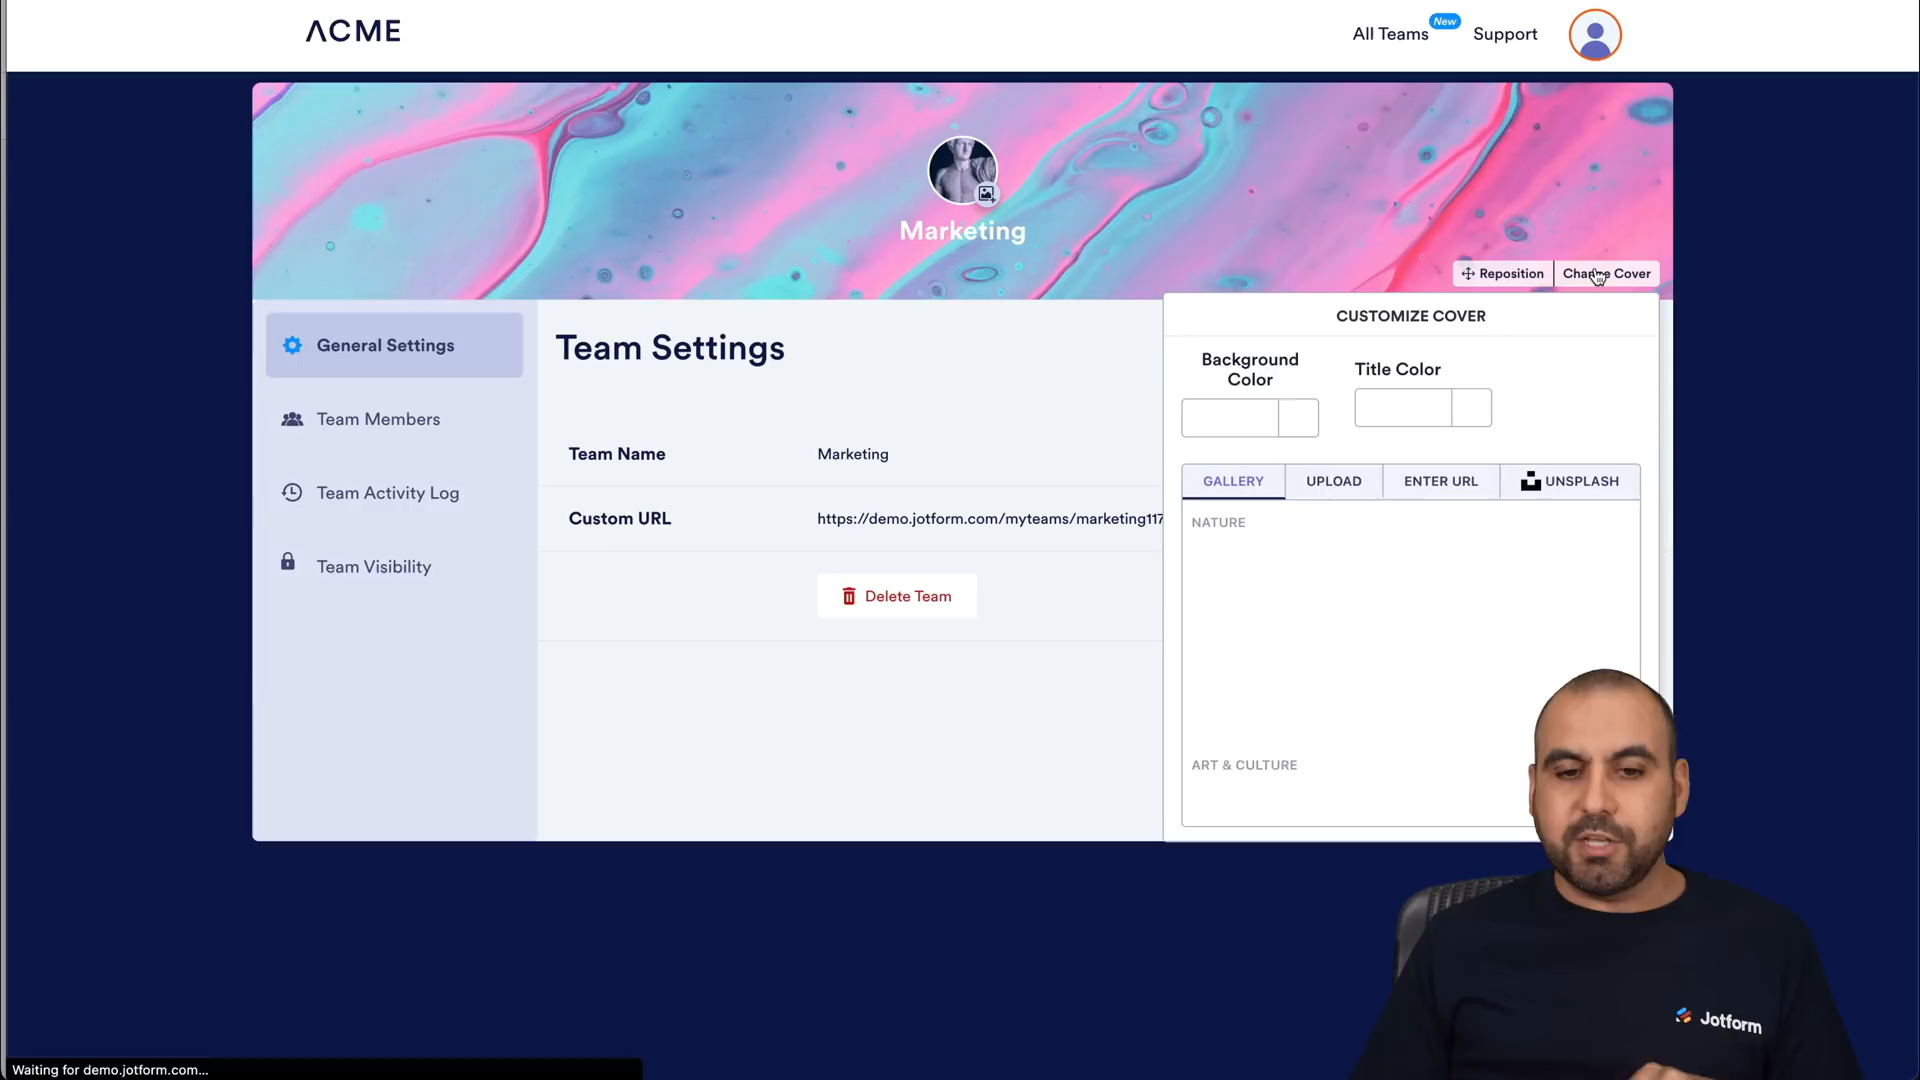 ACME
All Teams
New
Support
Marketing
Reposition
Change Cover
General Settings
Team Members
Team Activity Log
Team Visibility
Team Settings
Team Name
Marketing
Custom URL
https://demo.jotform.com/myteams/marketing117
Delete Team
CUSTOMIZE COVER
Background
Color
Title Color
GALLERY
UPLOAD
ENTER URL
UNSPLASH
NATURE
ART & CULTURE
Jotform
Waiting for demo.jotform.com...